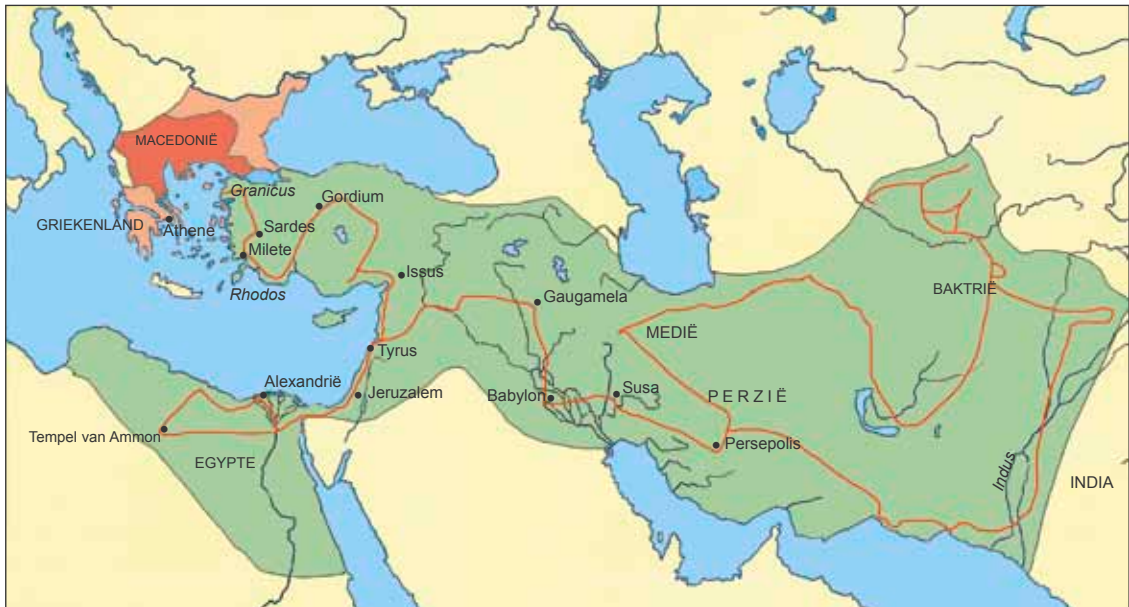 MACEDONIË
Granicus
Gordium
GRIEKENLAND
Athene
Sardes
Milete
Issus
Rhodos
Gaugamela
BAKTRIË
MEDIË
Tyrus
Alexandrië
Jeruzalem
Babylon
Susa
PERZIË
Tempel van Ammon
Persepolis
EGYPTE
Indus
INDIA